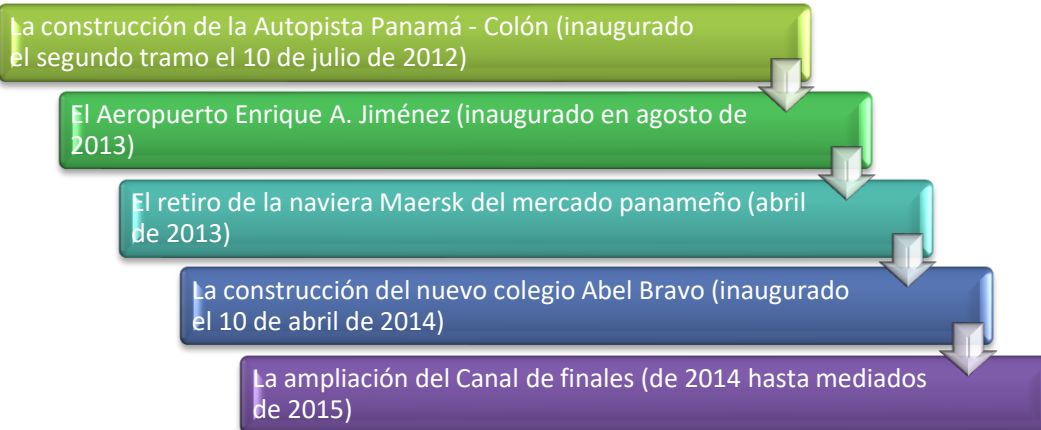 La construcción de la Autopista Panamá - Colón (inaugurado
el segundo tramo el 10 de julio de 2012)
El Aeropuerto Enrique A. Jiménez (inaugurado en agosto de
2013)
El retiro de la naviera Maersk del mercado panameño (abril
de 2013)
La construcción del nuevo colegio Abel Bravo (inaugurado
el 10 de abril de 2014)
La ampliación del Canal de finales (de 2014 hasta mediados
de 2015)